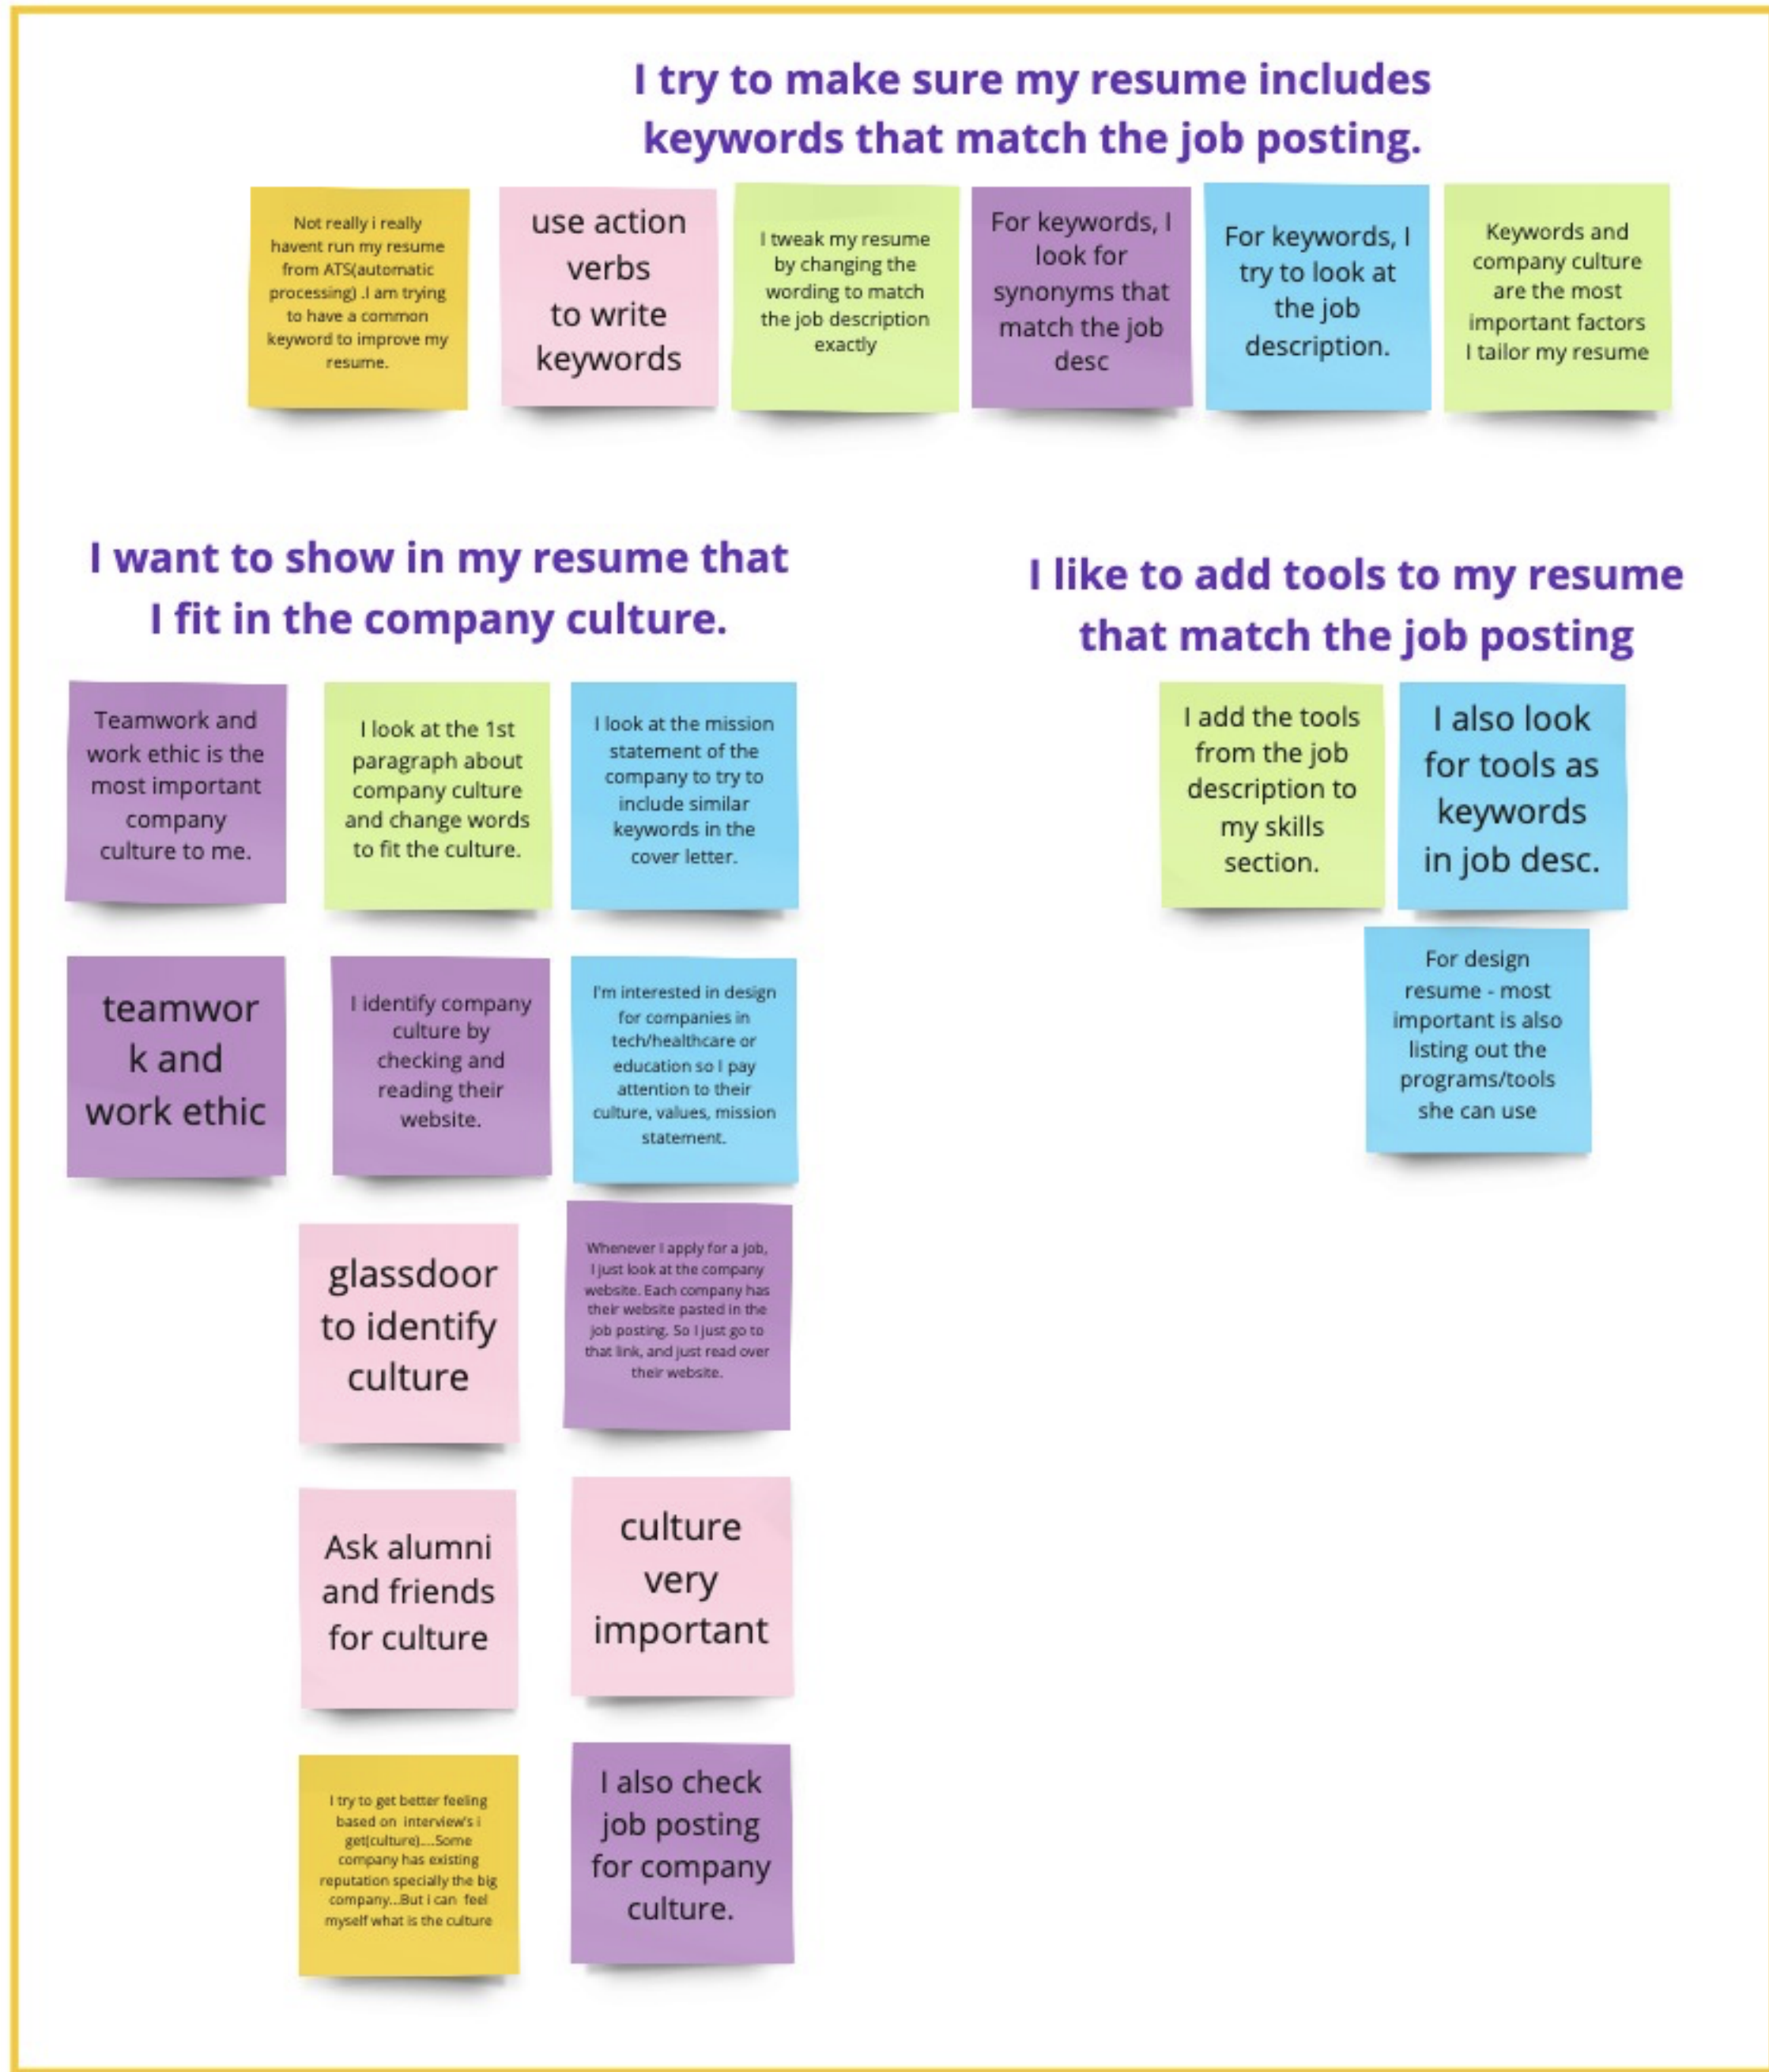 I try to make sure my resume includes
keywords that match the job posting.
Not really i really
havent run my resume
from ATS(automatic
processing) .I am trying
to have a common
keyword to improve my
resume.
use action
verbs
to write
keywords
I tweak my resume
by changing the
wording to match
the job description
exactly
For keywords, I
look for
synonyms that
match the job
desc
For keywords, I
try to look at
the job
description.
Keywords and
company culture
are the most
important factors
I tailor my resume
I want to show in my resume that
I fit in the company culture.
Teamwork and
work ethic is the
most important
company
culture to me.
I look at the 1st
paragraph about
company culture
and change words
to fit the culture.
I look at the mission
statement of the
company to try to
include similar
keywords in the
cover letter.
teamwor
k and
work ethic
I identify company
culture by
checking and
reading their
website.
I'm interested in design
for companies in
tech/healthcare or
education so I pay
attention to their
culture, values, mission
statement.
glassdoor
to identify
culture
Whenever I apply for a job,
I just look at the company
website. Each company has
their website pasted in the
job posting. So I just go to
that link, and just read over
their website.
Ask alumni
and friends
for culture
culture
very
important
I try to get better feeling
based on interview's i
get(culture)....Some
company has existing
reputation specially the big
company...But i can feel
myself what is the culture
I also check
job posting
for company
culture.
I like to add tools to my resume
that match the job posting
I add the tools
from the job
description to
my skills
section.
I also look
for tools as
keywords
in job desc.
For design
resume - most
important is also
listing out the
programs/tools
she can use